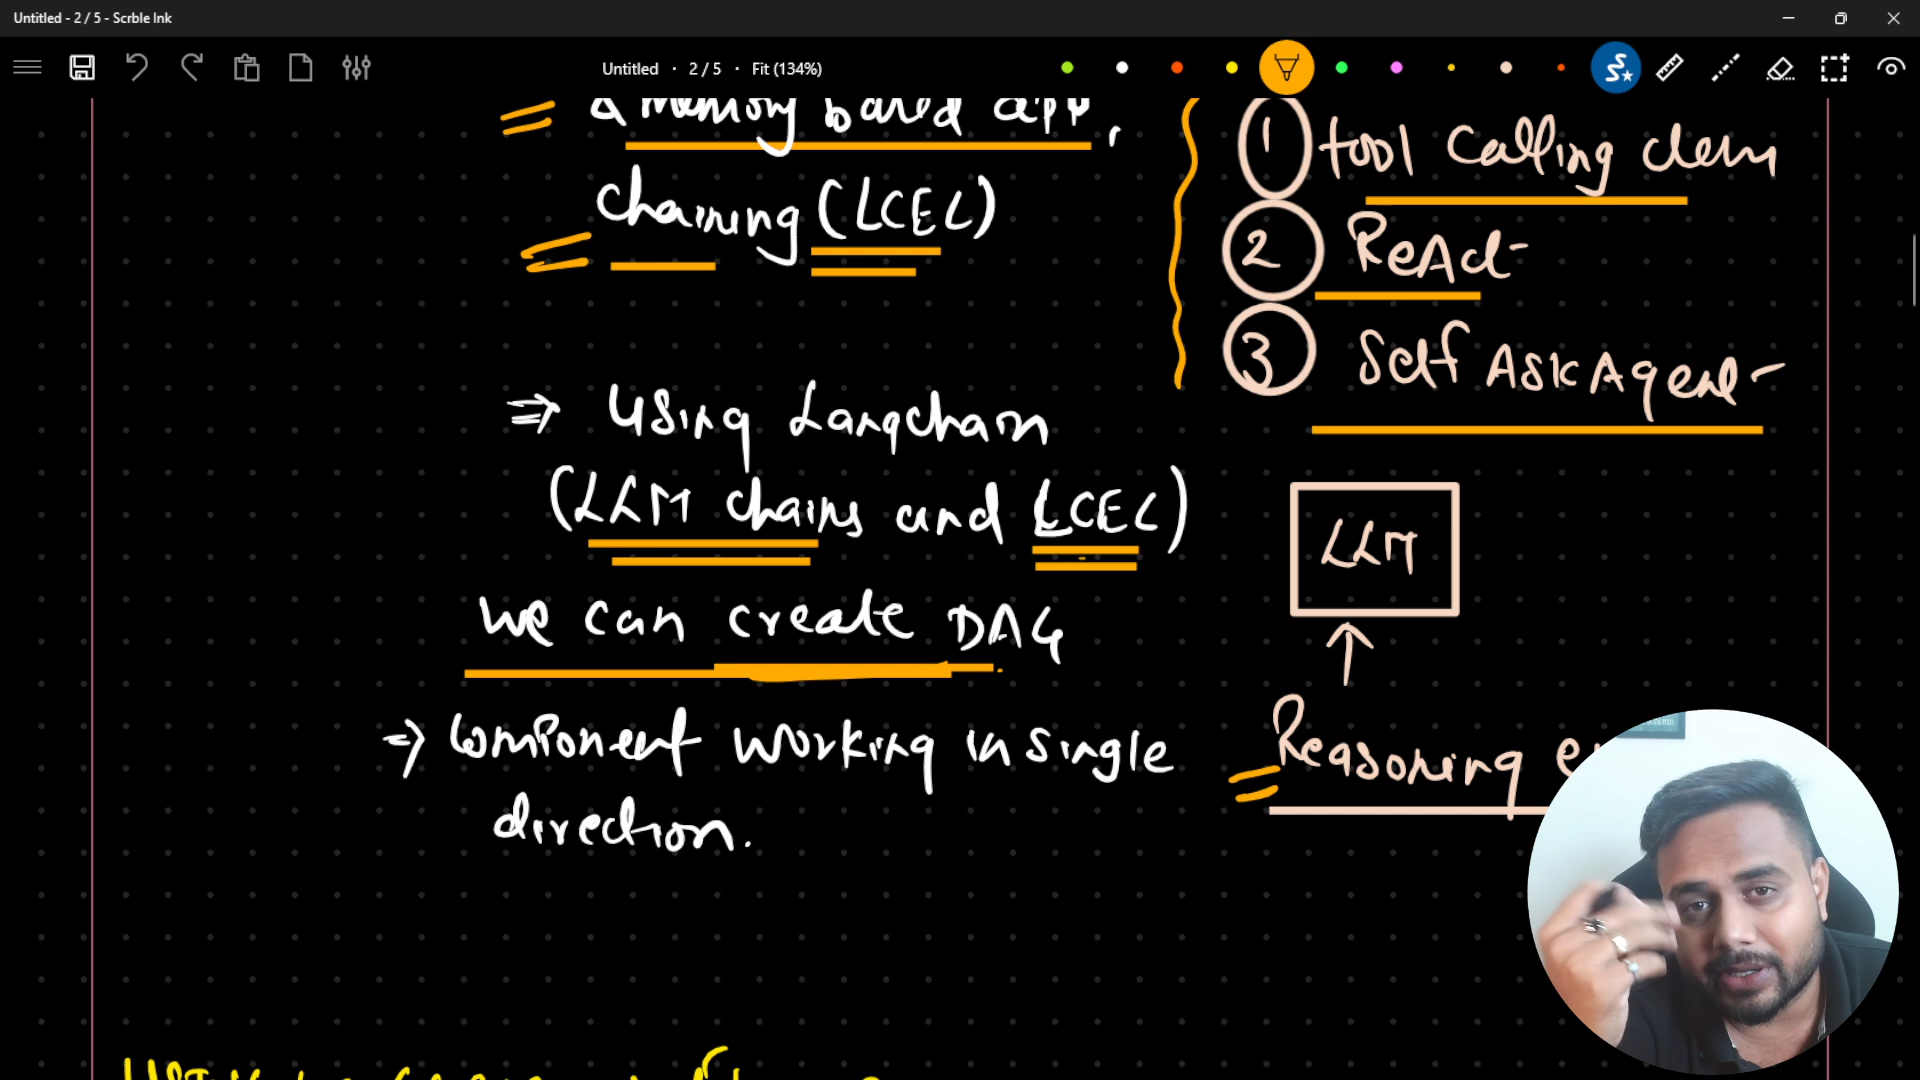 Untitled - 2 / 5 - Scrble Ink
Untitled · 2 / 5 · Fit (134%)
& memory based app,
chaining (LCEL)
⇒ Using Langchain
(LLM chains and LCEL)
we can create DAG
⇒ Component working in single
direction.
1 tool calling
2 ReAct
3 Self Ask Agent
LLM
Reasoning